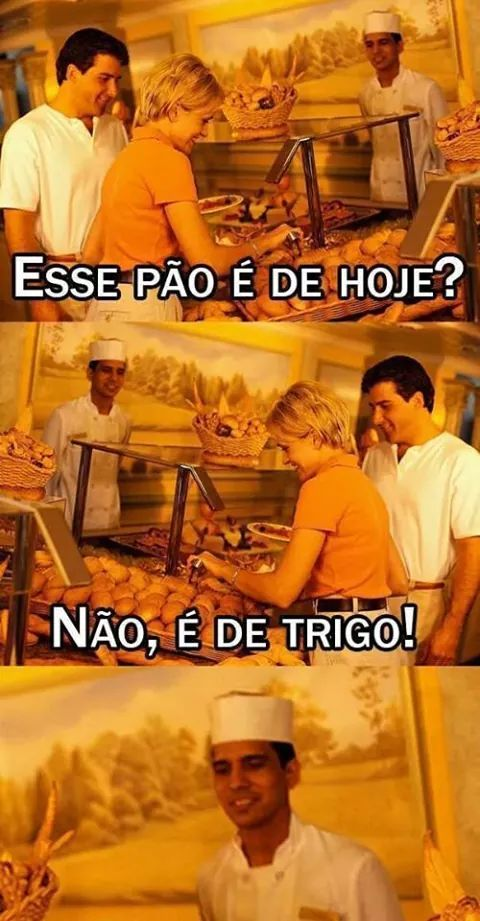 ESSE PÃO É DE HOJE?
NÃO, É DE TRIGO!